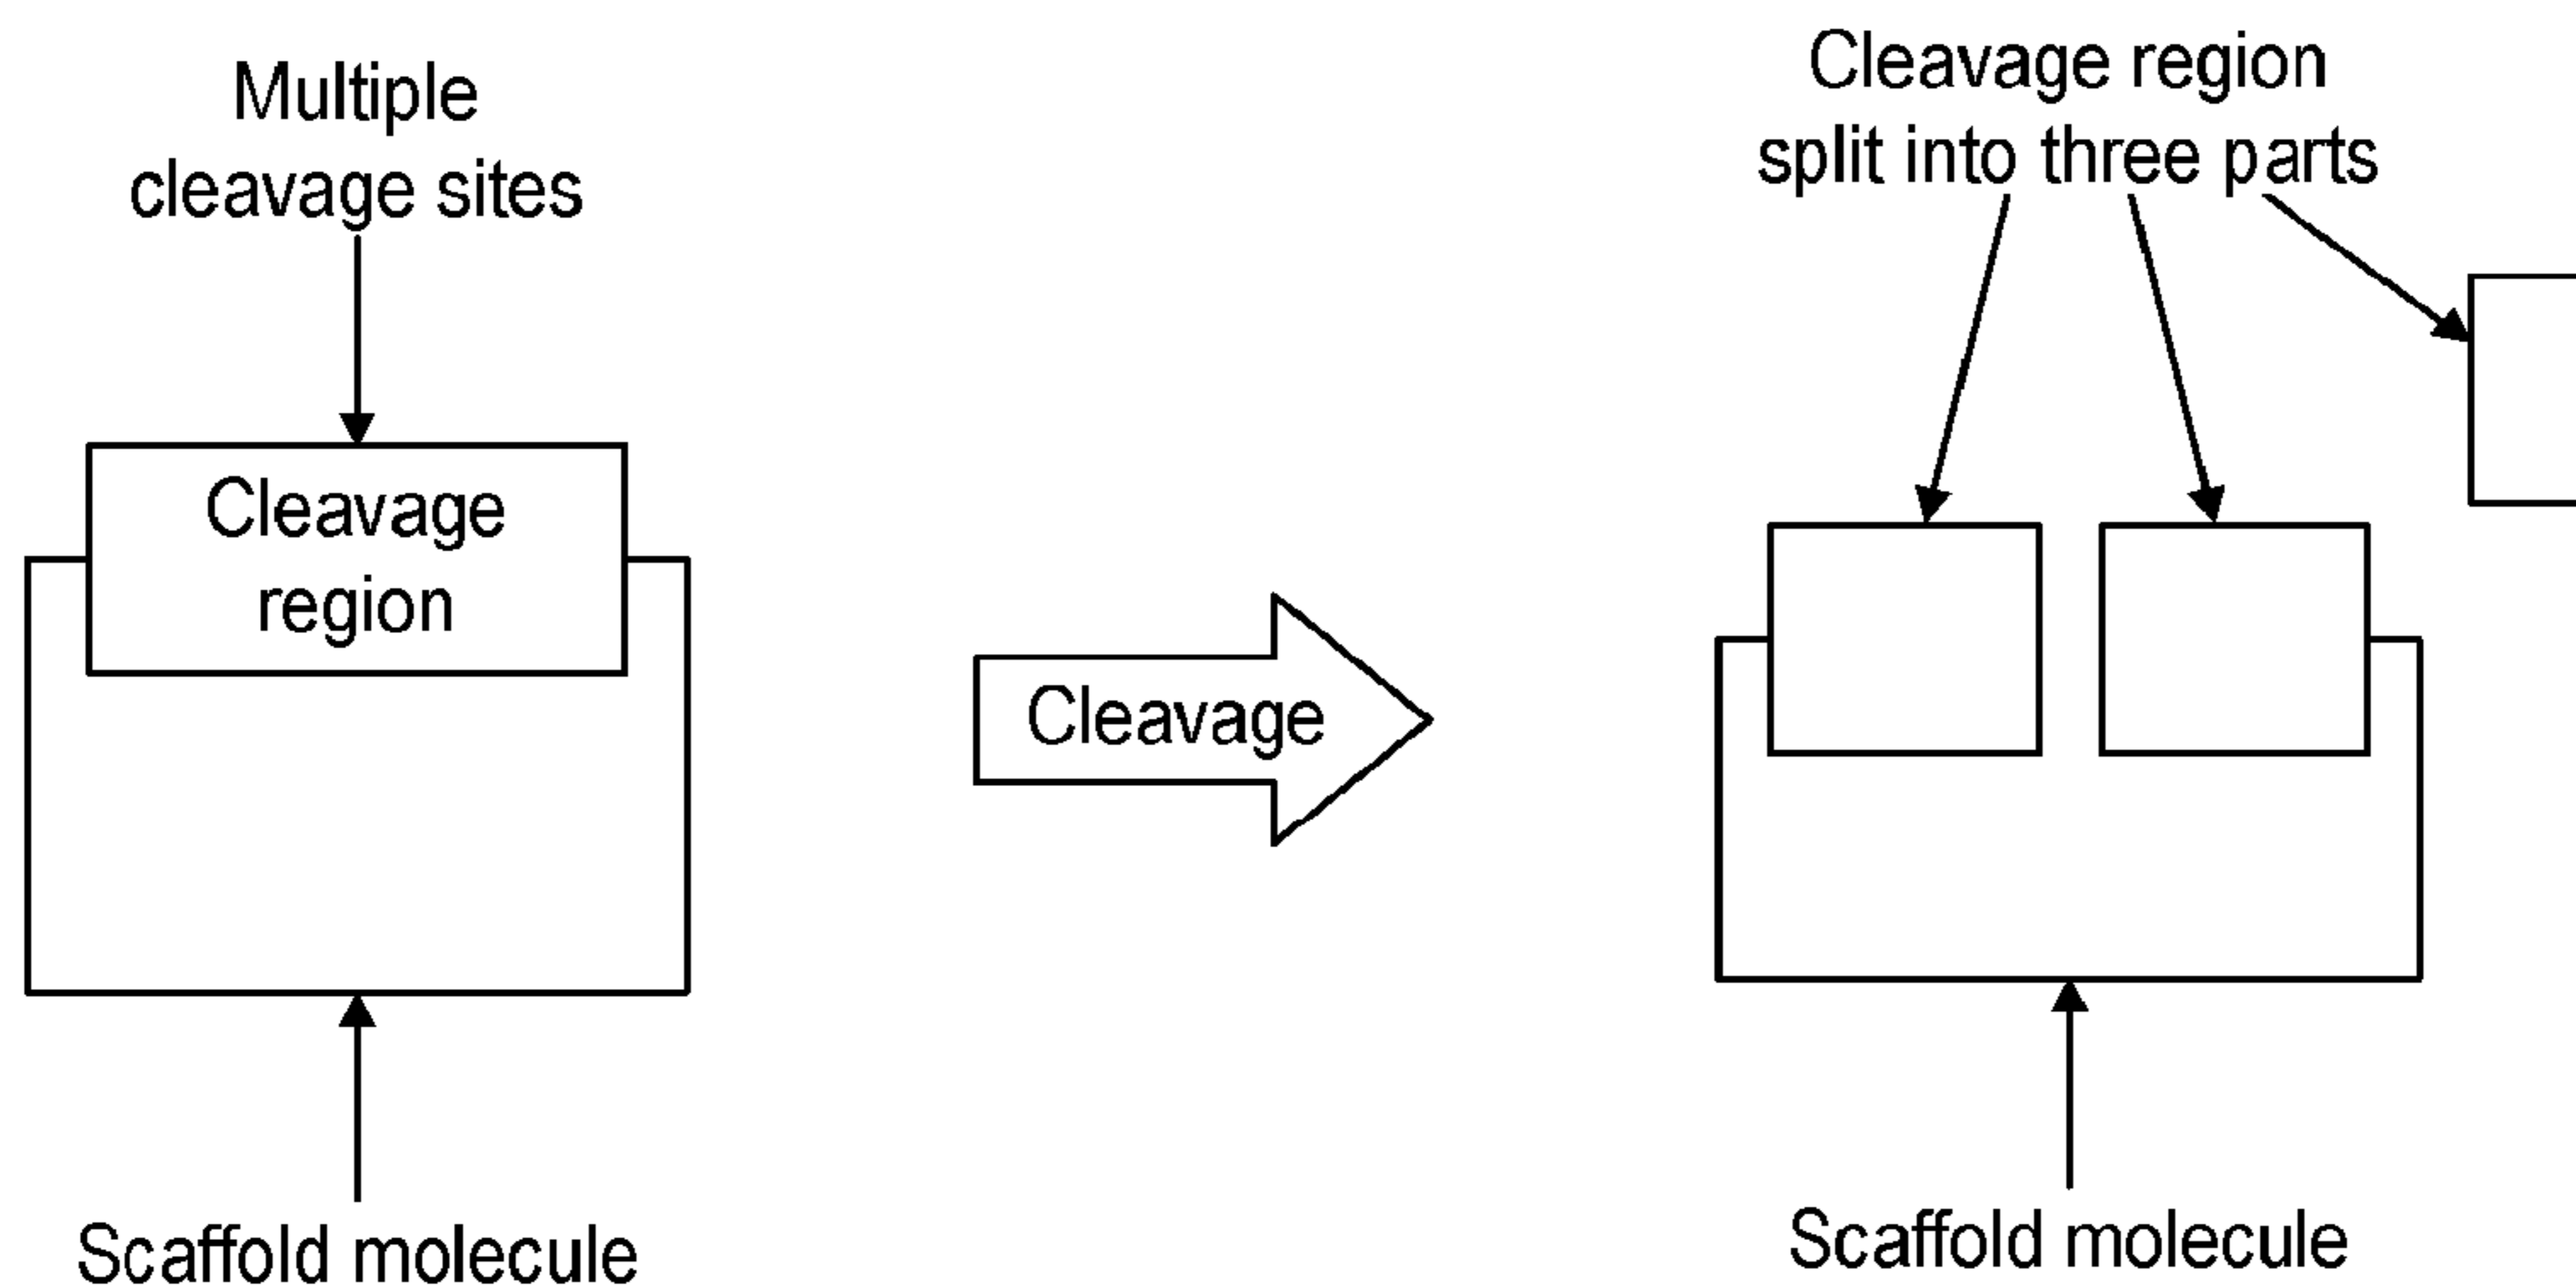 Multiple
cleavage sites
Cleavage
region
Scaffold molecule
Cleavage
Cleavage region
split into three parts
Scaffold molecule